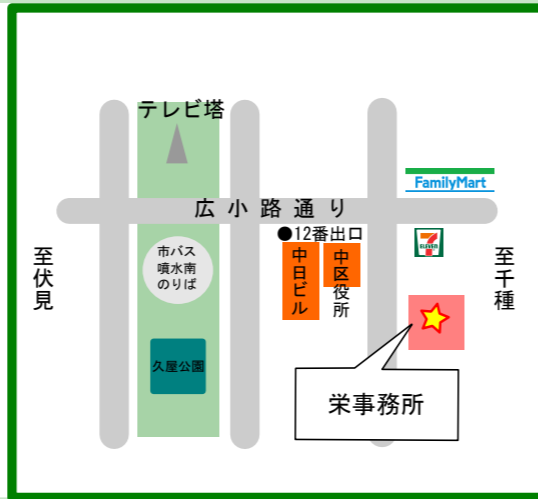 テレビ塔
FamilyMart
広小路通り
●12番出口
市バス
噴水南
のりば
中日ビル
中区役所
7
ELEVEN
至伏見
至千種
久屋公園
栄事務所